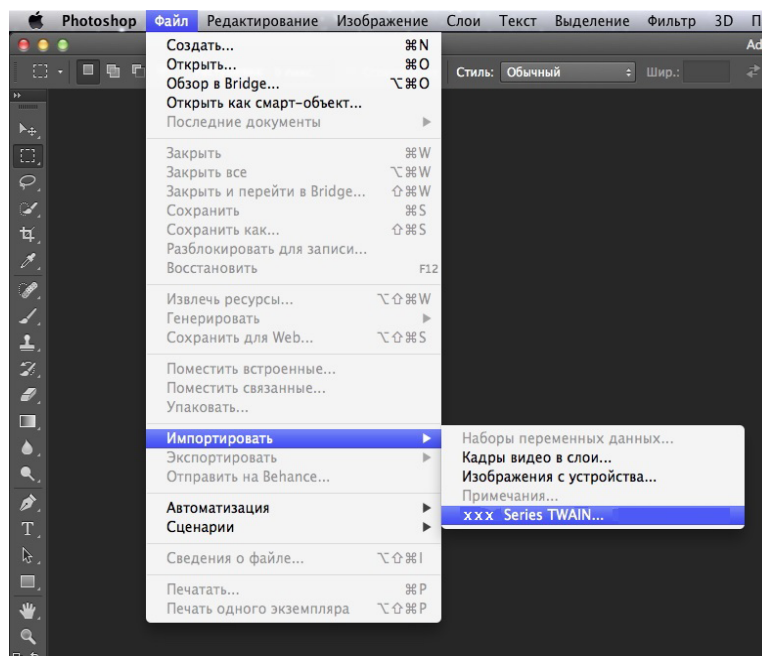 Photoshop Файл Редактирование Изображение Слои Текст Выделение Фильтр 3D П
Ad
Стиль: Обычный Шир.:
Создать... ⌘N
Открыть... ⌘O
Обзор в Bridge... ⌥⌘O
Открыть как смарт-объект...
Последние документы
Закрыть ⌘W
Закрыть все ⌥⌘W
Закрыть и перейти в Bridge... ⇧⌘W
Сохранить ⌘S
Сохранить как... ⇧⌘S
Разблокировать для записи...
Восстановить F12
Извлечь ресурсы... ⌥⇧⌘W
Генерировать
Сохранить для Web... ⌥⇧⌘S
Поместить встроенные...
Поместить связанные...
Упаковать...
Импортировать
Экспортировать
Отправить на Behance...
Автоматизация
Сценарии
Сведения о файле... ⌥⇧⌘I
Печатать... ⌘P
Печать одного экземпляра ⌥⇧⌘P
Наборы переменных данных...
Кадры видео в слои...
Изображения с устройства...
Примечания...
xxx Series TWAIN...